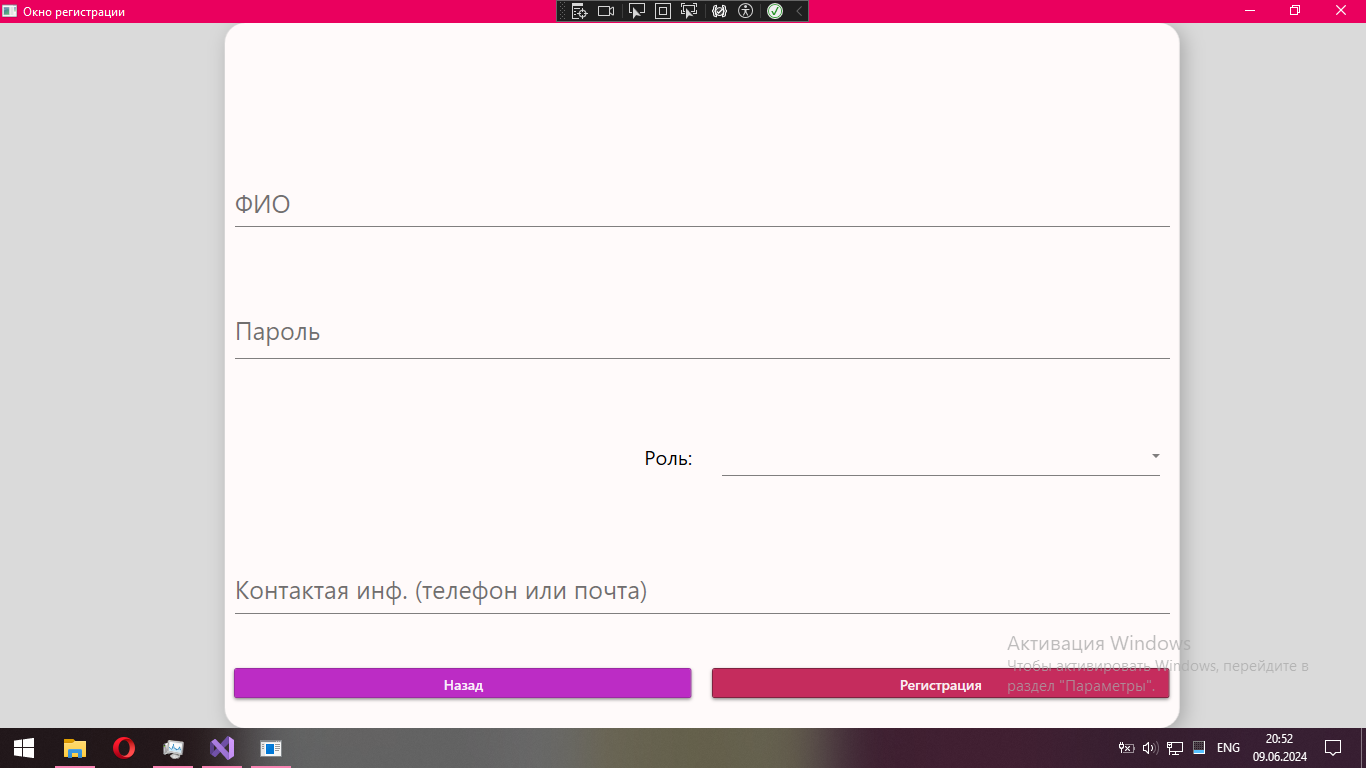 Окно регистрации
ФИО
Пароль
Роль:
Контактая инф. (телефон или почта)
Активация Windows
Чтобы активировать Windows, перейдите в
раздел "Параметры".
Назад
Регистрация
ENG
20:52
09.06.2024